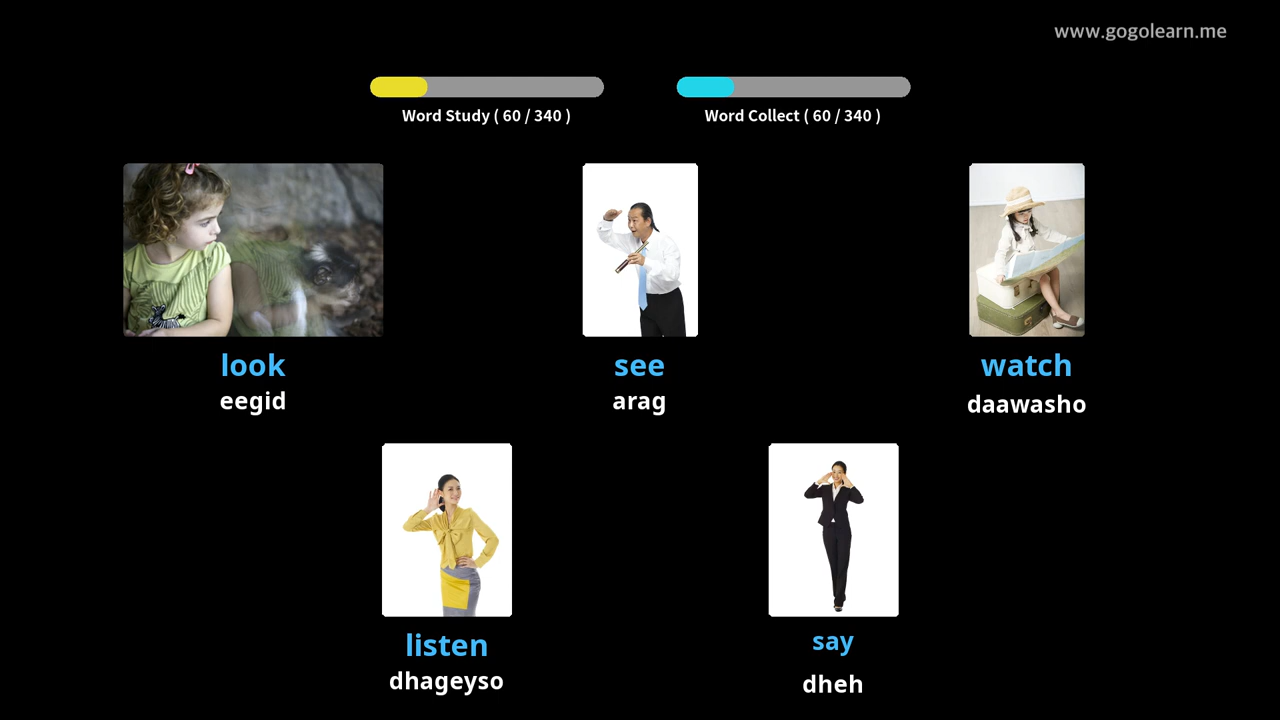 www.gogolearn.me
Word Study ( 60 / 340 )
Word Collect ( 60 / 340 )
look
eegid
see
arag
watch
daawasho
listen
dhageyso
say
dheh